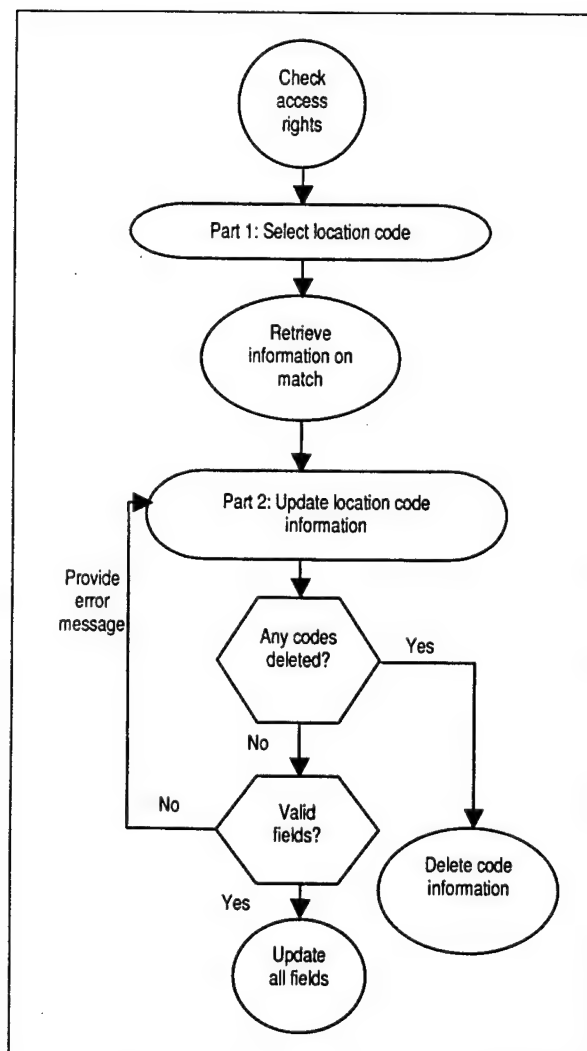 Check
access
rights
Part 1: Select location code
Retrieve
information on
match
Part 2: Update location code
information
Provide
error
message
Any codes
deleted?
Yes
No
No
Valid
fields?
Delete code
information
Yes
Update
all fields